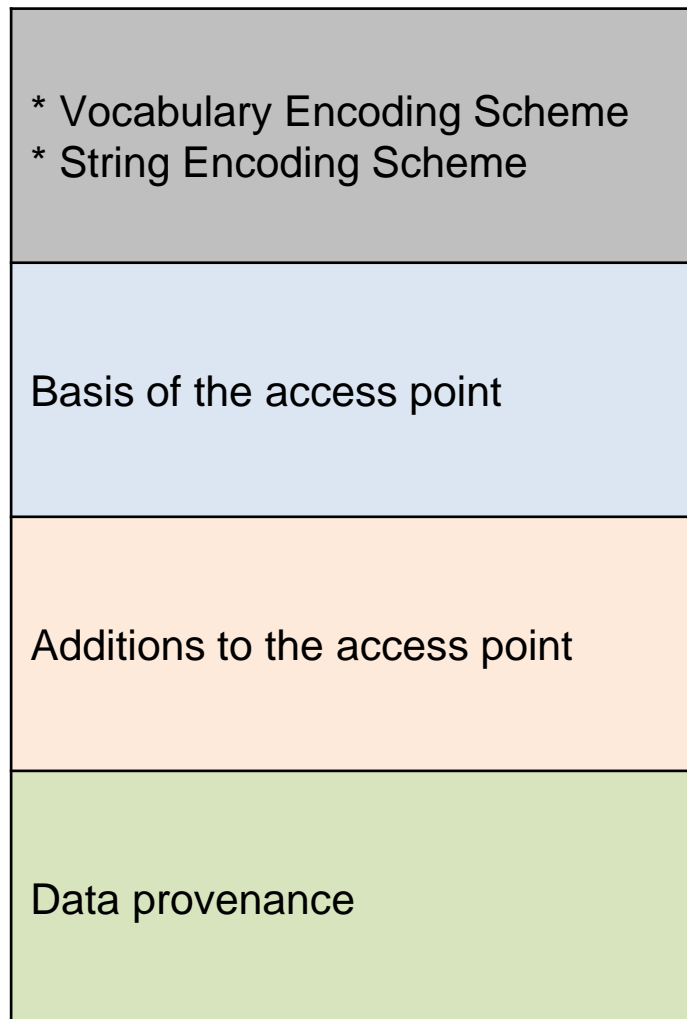 * Vocabulary Encoding Scheme
* String Encoding Scheme
Basis of the access point
Additions to the access point
Data provenance